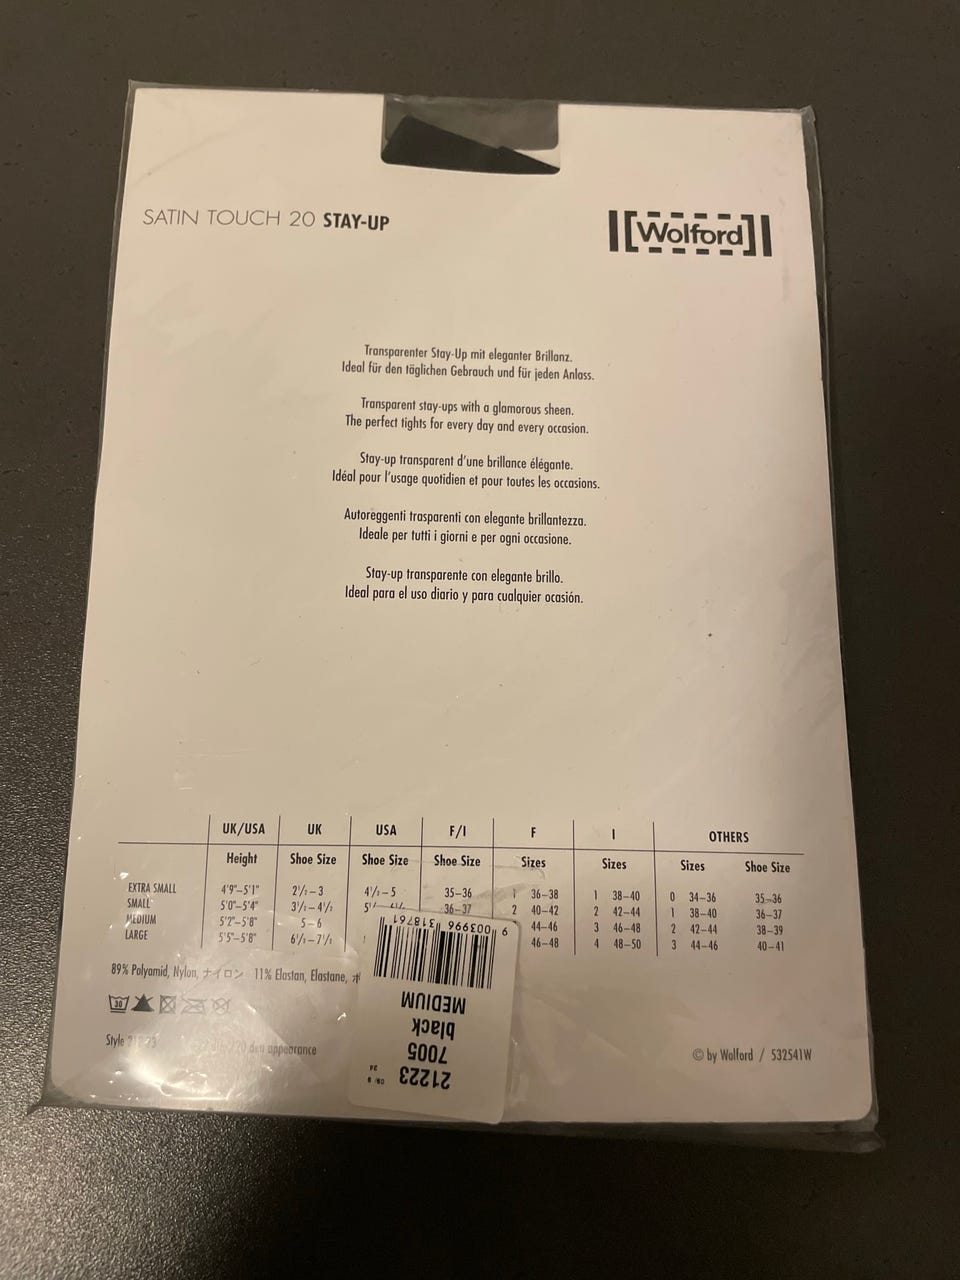 SATIN TOUCH 20 STAY-UP
Wolford
Transparenter Stay-Up mit eleganter Brillanz.
Ideal für den täglichen Gebrauch und für jeden Anlass.
Transparent stay-ups with a glamorous sheen.
The perfect tights for every day and every occasion.
Stay-up transparent d'une brillance élégante.
Idéal pour l'usage quotidien et pour toutes les occasions.
Autoreggenti trasparenti con elegante brillantezza.
Ideale per tutti i giorni e per ogni occasione.
Stay-up transparente con elegante brillo.
Ideal para el uso diario y para cualquier ocasión.
UK/USA UK USA F/I F I OTHERS
Height Shoe Size Shoe Size Shoe Size Sizes Sizes Sizes Shoe Size
EXTRA SMALL 4'9"–5'1" 2½–3 4½–5 35–36 1 36–38 1 38–40 0 34–36 35–36
SMALL 5'0"–5'4" 3½–4½ 36–37 2 40–42 2 42–44 1 38–40 36–37
MEDIUM 5'2"–5'8" 5–6 44–46 3 46–48 2 42–44 38–39
LARGE 5'5"–5'8" 6½–7½ 46–48 4 48–50 3 44–46 40–41
89% Polyamid, Nylon, ナイロン 11% Elastan, Elastane,
30
Style den appearance
© by Wolford / 532541W
21223
7005
black
MEDIUM
9 003996 318761